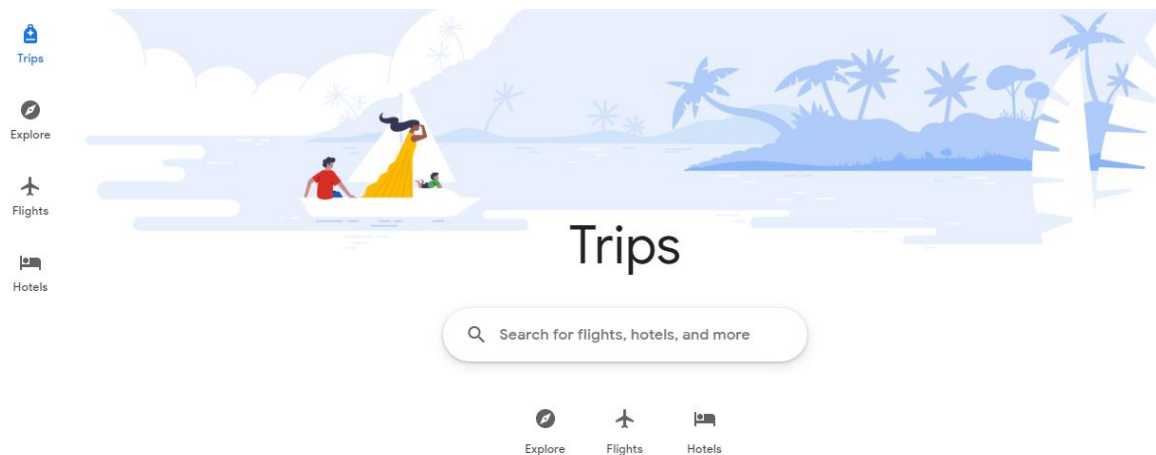 Trips
Explore
Flights
Hotels
Trips
Search for flights, hotels, and more
Explore Flights Hotels